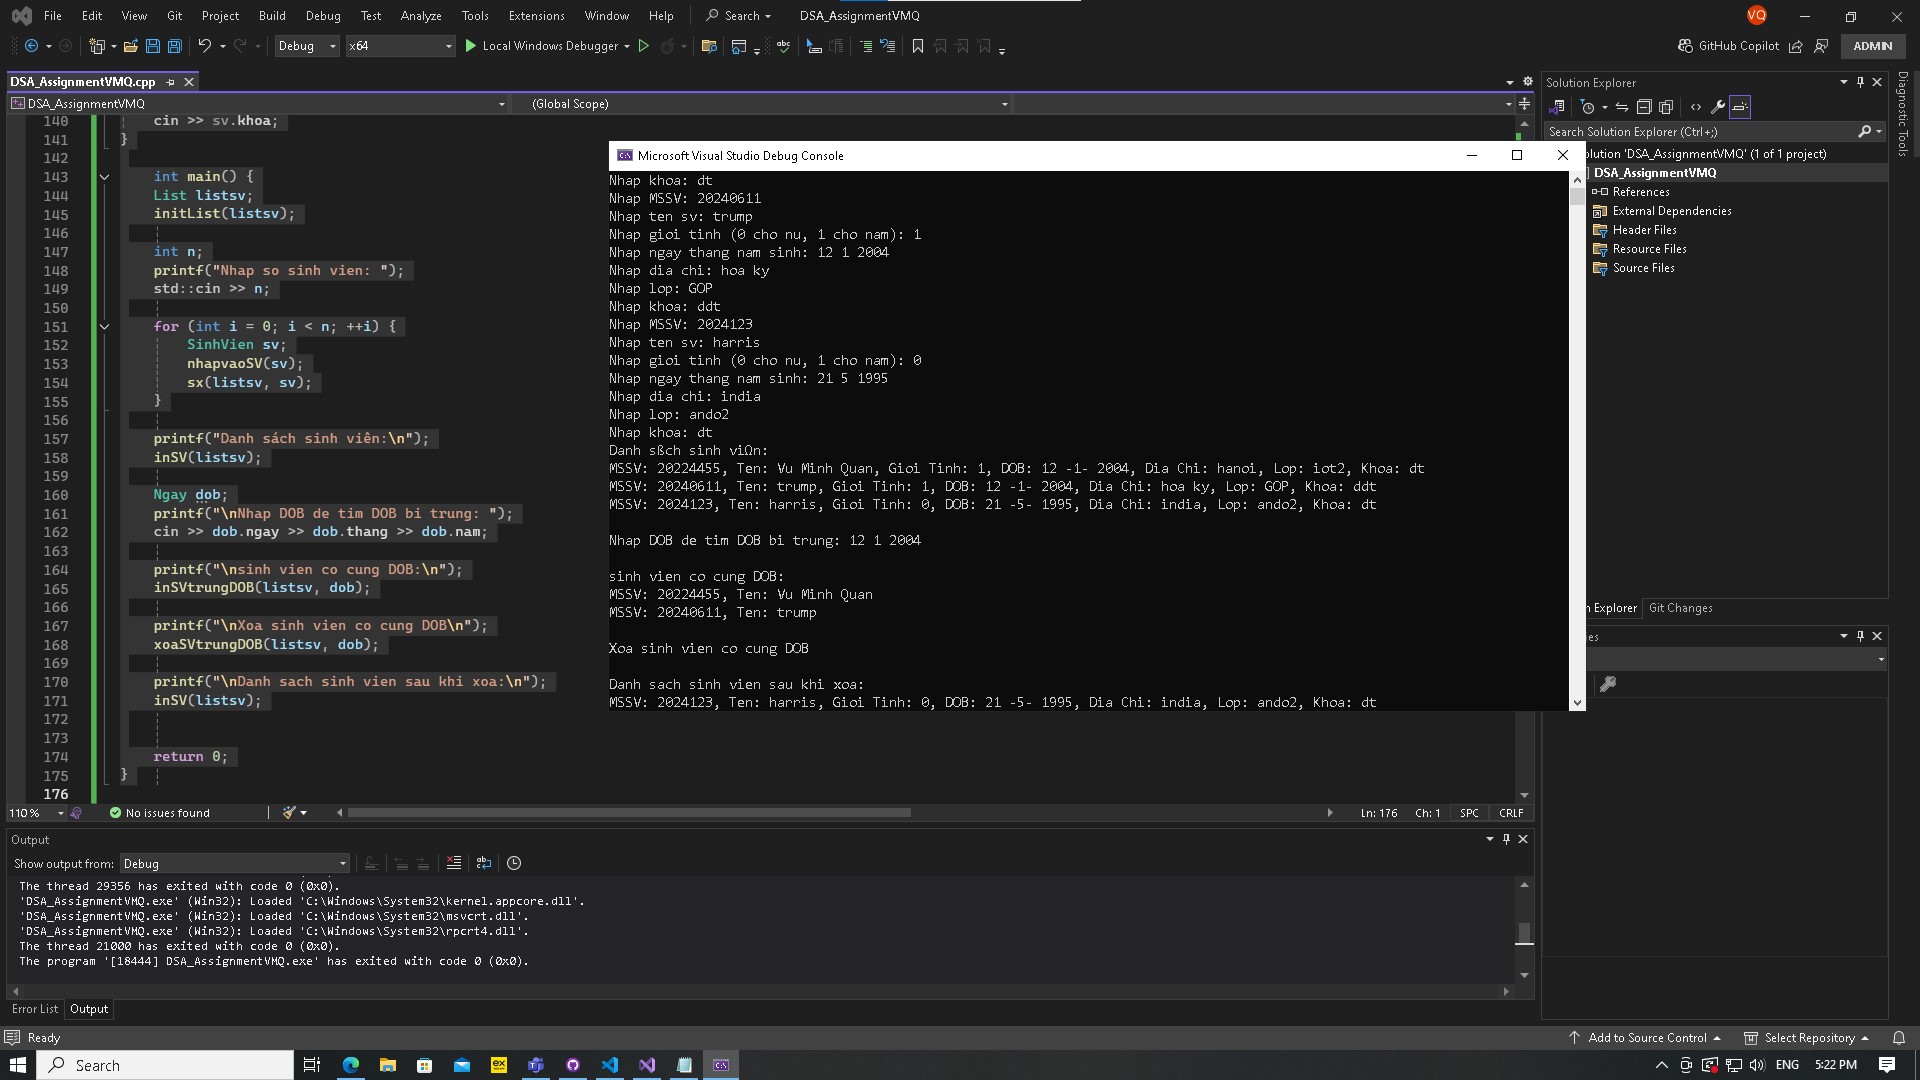 File Edit View Git Project Build Debug Test Analyze Tools Extensions Window Help Search DSA_AssignmentVMQ VQ
Debug x64 Local Windows Debugger GitHub Copilot ADMIN
DSA_AssignmentVMQ.cpp
DSA_AssignmentVMQ (Global Scope)
140 cin >> sv.khoa;
141 }
142
143 int main() {
144 List listsv;
145 initList(listsv);
146
147 int n;
148 printf("Nhap so sinh vien: ");
149 std::cin >> n;
150
151 for (int i = 0; i < n; ++i) {
152 SinhVien sv;
153 nhapvaoSV(sv);
154 sx(listsv, sv);
155 }
156
157 printf("Danh sách sinh viên:\n");
158 inSV(listsv);
159
160 Ngay dob;
161 printf("\nNhap DOB de tim DOB bi trung: ");
162 cin >> dob.ngay >> dob.thang >> dob.nam;
163
164 printf("\nsinh vien co cung DOB:\n");
165 inSVtrungDOB(listsv, dob);
166
167 printf("\nXoa sinh vien co cung DOB\n");
168 xoaSVtrungDOB(listsv, dob);
169
170 printf("\nDanh sach sinh vien sau khi xoa:\n");
171 inSV(listsv);
172
173
174 return 0;
175 }
176
Microsoft Visual Studio Debug Console
Nhap khoa: dt
Nhap MSSV: 20240611
Nhap ten sv: trump
Nhap gioi tinh (0 cho nu, 1 cho nam): 1
Nhap ngay thang nam sinh: 12 1 2004
Nhap dia chi: hoa ky
Nhap lop: GOP
Nhap khoa: ddt
Nhap MSSV: 2024123
Nhap ten sv: harris
Nhap gioi tinh (0 cho nu, 1 cho nam): 0
Nhap ngay thang nam sinh: 21 5 1995
Nhap dia chi: india
Nhap lop: ando2
Nhap khoa: dt
Danh sßch sinh viΩn:
MSSV: 20224455, Ten: Vu Minh Quan, Gioi Tinh: 1, DOB: 12 -1- 2004, Dia Chi: hanoi, Lop: iot2, Khoa: dt
MSSV: 20240611, Ten: trump, Gioi Tinh: 1, DOB: 12 -1- 2004, Dia Chi: hoa ky, Lop: GOP, Khoa: ddt
MSSV: 2024123, Ten: harris, Gioi Tinh: 0, DOB: 21 -5- 1995, Dia Chi: india, Lop: ando2, Khoa: dt
Nhap DOB de tim DOB bi trung: 12 1 2004
sinh vien co cung DOB:
MSSV: 20224455, Ten: Vu Minh Quan
MSSV: 20240611, Ten: trump
Xoa sinh vien co cung DOB
Danh sach sinh vien sau khi xoa:
MSSV: 2024123, Ten: harris, Gioi Tinh: 0, DOB: 21 -5- 1995, Dia Chi: india, Lop: ando2, Khoa: dt
Solution Explorer
Search Solution Explorer (Ctrl+;)
olution 'DSA_AssignmentVMQ' (1 of 1 project)
DSA_AssignmentVMQ
References
External Dependencies
Header Files
Resource Files
Source Files
n Explorer Git Changes
es
Diagnostic Tools
110 % No issues found Ln: 176 Ch: 1 SPC CRLF
Output
Show output from: Debug
The thread 29356 has exited with code 0 (0x0).
'DSA_AssignmentVMQ.exe' (Win32): Loaded 'C:\Windows\System32\kernel.appcore.dll'.
'DSA_AssignmentVMQ.exe' (Win32): Loaded 'C:\Windows\System32\msvcrt.dll'.
'DSA_AssignmentVMQ.exe' (Win32): Loaded 'C:\Windows\System32\rpcrt4.dll'.
The thread 21000 has exited with code 0 (0x0).
The program '[18444] DSA_AssignmentVMQ.exe' has exited with code 0 (0x0).
Error List Output
Ready Add to Source Control Select Repository
Search ENG 5:22 PM